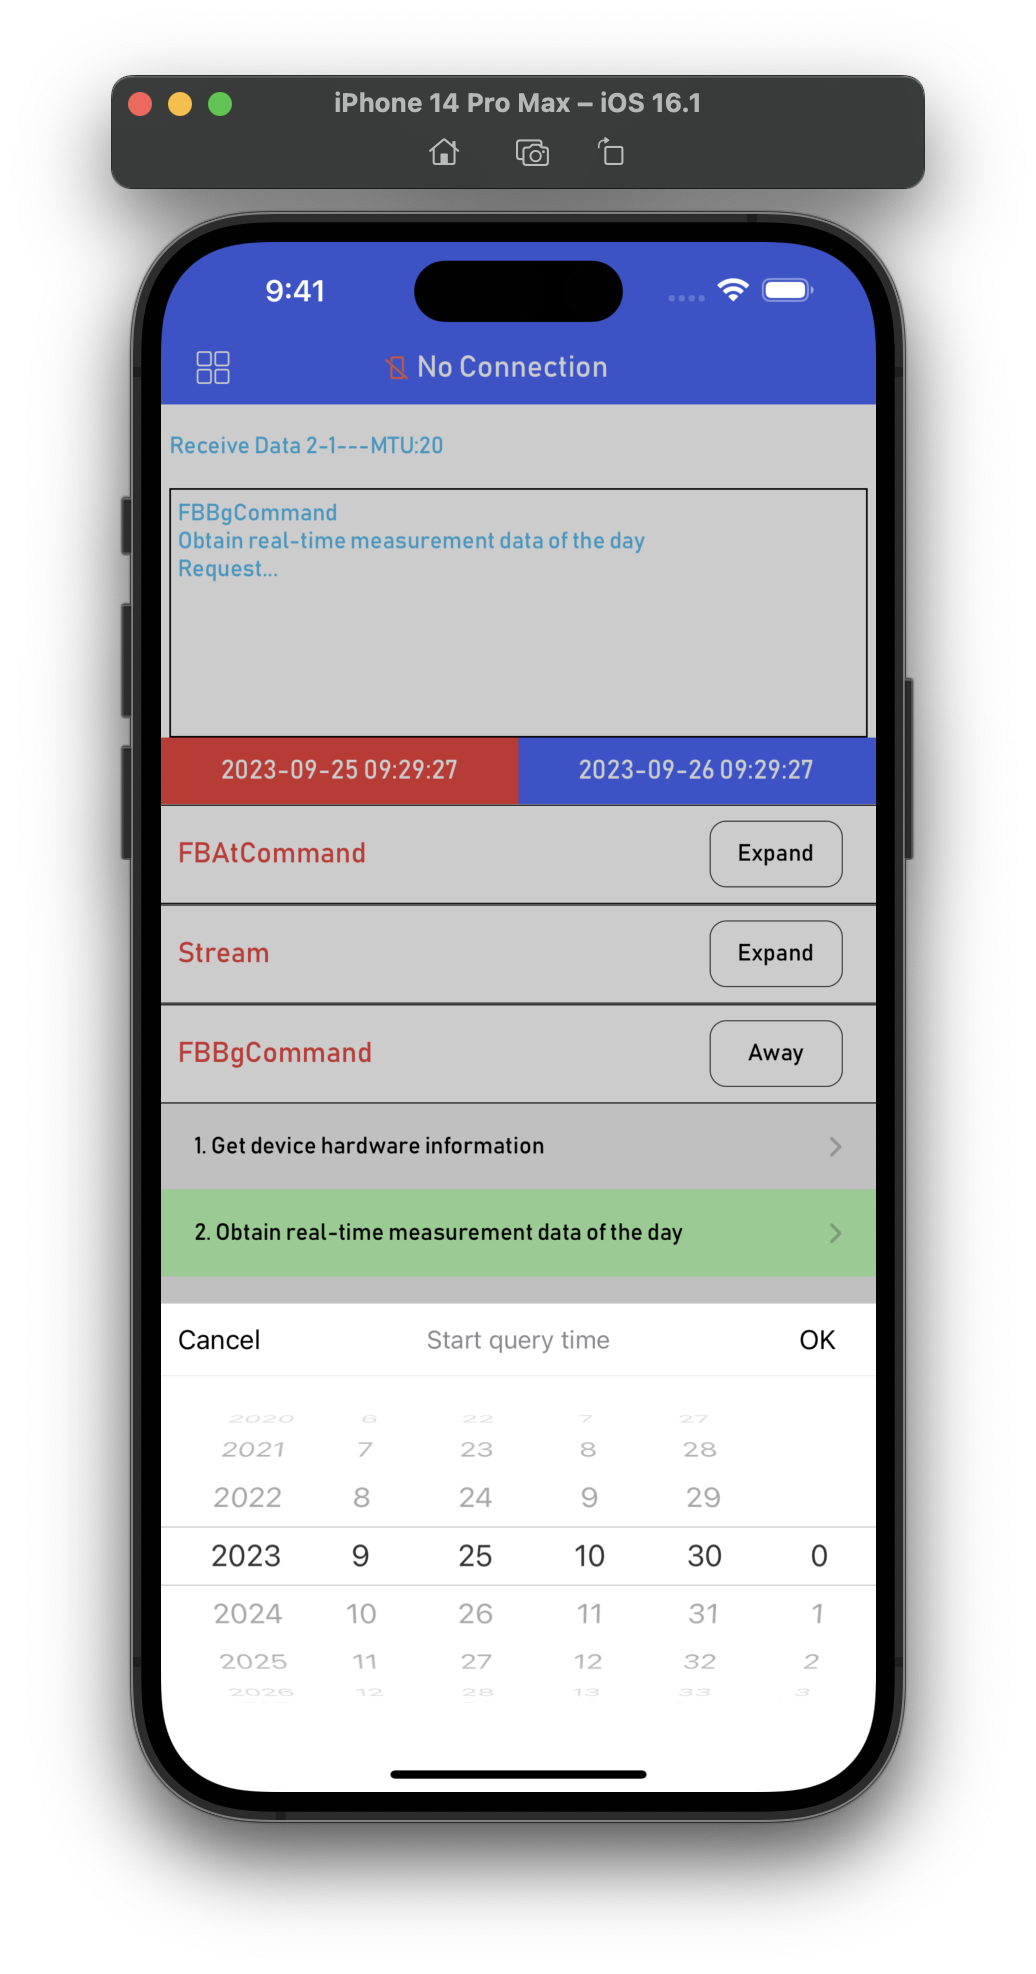 iPhone 14 Pro Max – iOS 16.1
9:41
No Connection
Receive Data 2-1---MTU:20
FBBgCommand
Obtain real-time measurement data of the day
Request...
2023-09-25 09:29:27 2023-09-26 09:29:27
FBAtCommand Expand
Stream Expand
FBBgCommand Away
1. Get device hardware information
2. Obtain real-time measurement data of the day
Cancel Start query time OK
2020 6 22 7 27
2021 7 23 8 28
2022 8 24 9 29
2023 9 25 10 30 0
2024 10 26 11 31 1
2025 11 27 12 32 2
2026 12 28 13 33 3